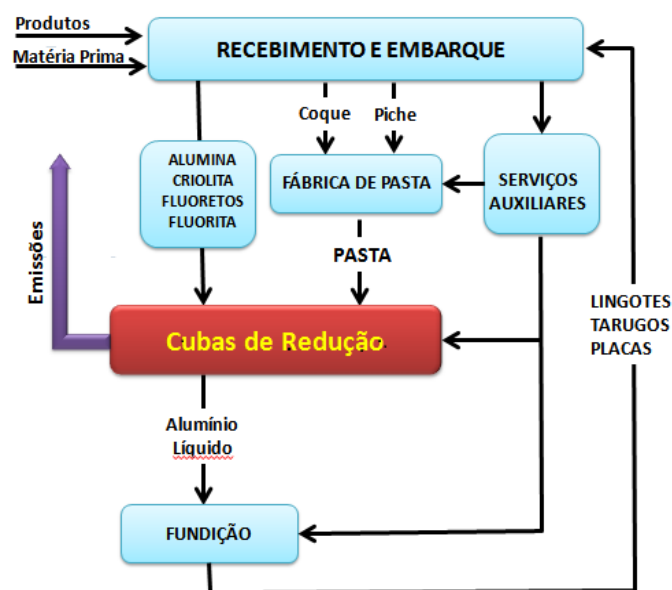 Produtos
Matéria Prima
RECEBIMENTO E EMBARQUE
Coque
Piche
ALUMINA
CRIOLITA
FLUORETOS
FLUORITA
FÁBRICA DE PASTA
SERVIÇOS
AUXILIARES
Emissões
PASTA
LINGOTES
TARUGOS
PLACAS
Cubas de Redução
Alumínio
Líquido
FUNDIÇÃO